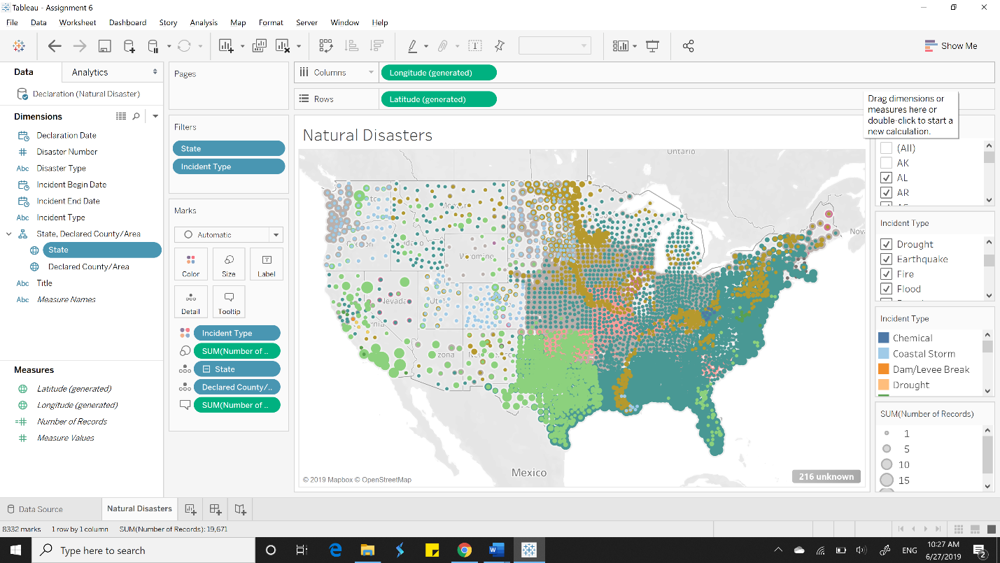 Tableau - Assignment 6
File Data Worksheet Dashboard Story Analysis Map Format Server Window Help
Show Me
Data
Analytics
Declaration (Natural Disaster)
Dimensions
Declaration Date
# Disaster Number
Abc Disaster Type
Incident Begin Date
Incident End Date
Abc Incident Type
State, Declared County/Area
State
Declared County/Area
Abc Title
Abc Measure Names
Measures
Latitude (generated)
Longitude (generated)
=# Number of Records
# Measure Values
Pages
Filters
State
Incident Type
Marks
Automatic
Color
Size
Label
Detail
Tooltip
Incident Type
SUM(Number of ..
State
Declared County/..
SUM(Number of ..
Columns
Longitude (generated)
Rows
Latitude (generated)
Natural Disasters
Ontario
Mexico
© 2019 Mapbox © OpenStreetMap
216 unknown
Drag dimensions or
measures here or
double-click to start a
new calculation.
(All)
AK
AL
AR
Incident Type
Drought
Earthquake
Fire
Flood
Incident Type
Chemical
Coastal Storm
Dam/Levee Break
Drought
SUM(Number of Records)
1
5
10
15
Data Source
Natural Disasters
8332 marks
1 row by 1 column
SUM(Number of Records): 19,671
Type here to search
ENG
10:27 AM
6/27/2019
2